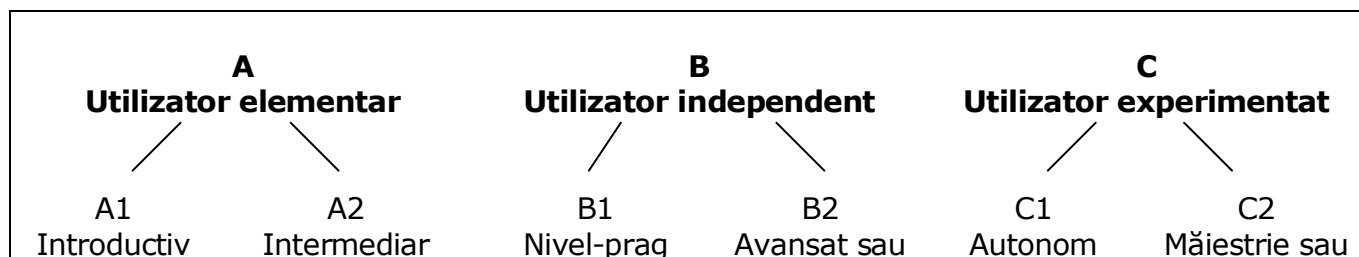 A B C
Utilizator elementar Utilizator independent Utilizator experimentat
A1 A2 B1 B2 C1 C2
Introductiv Intermediar Nivel-prag Avansat sau Autonom Măiestrie sau